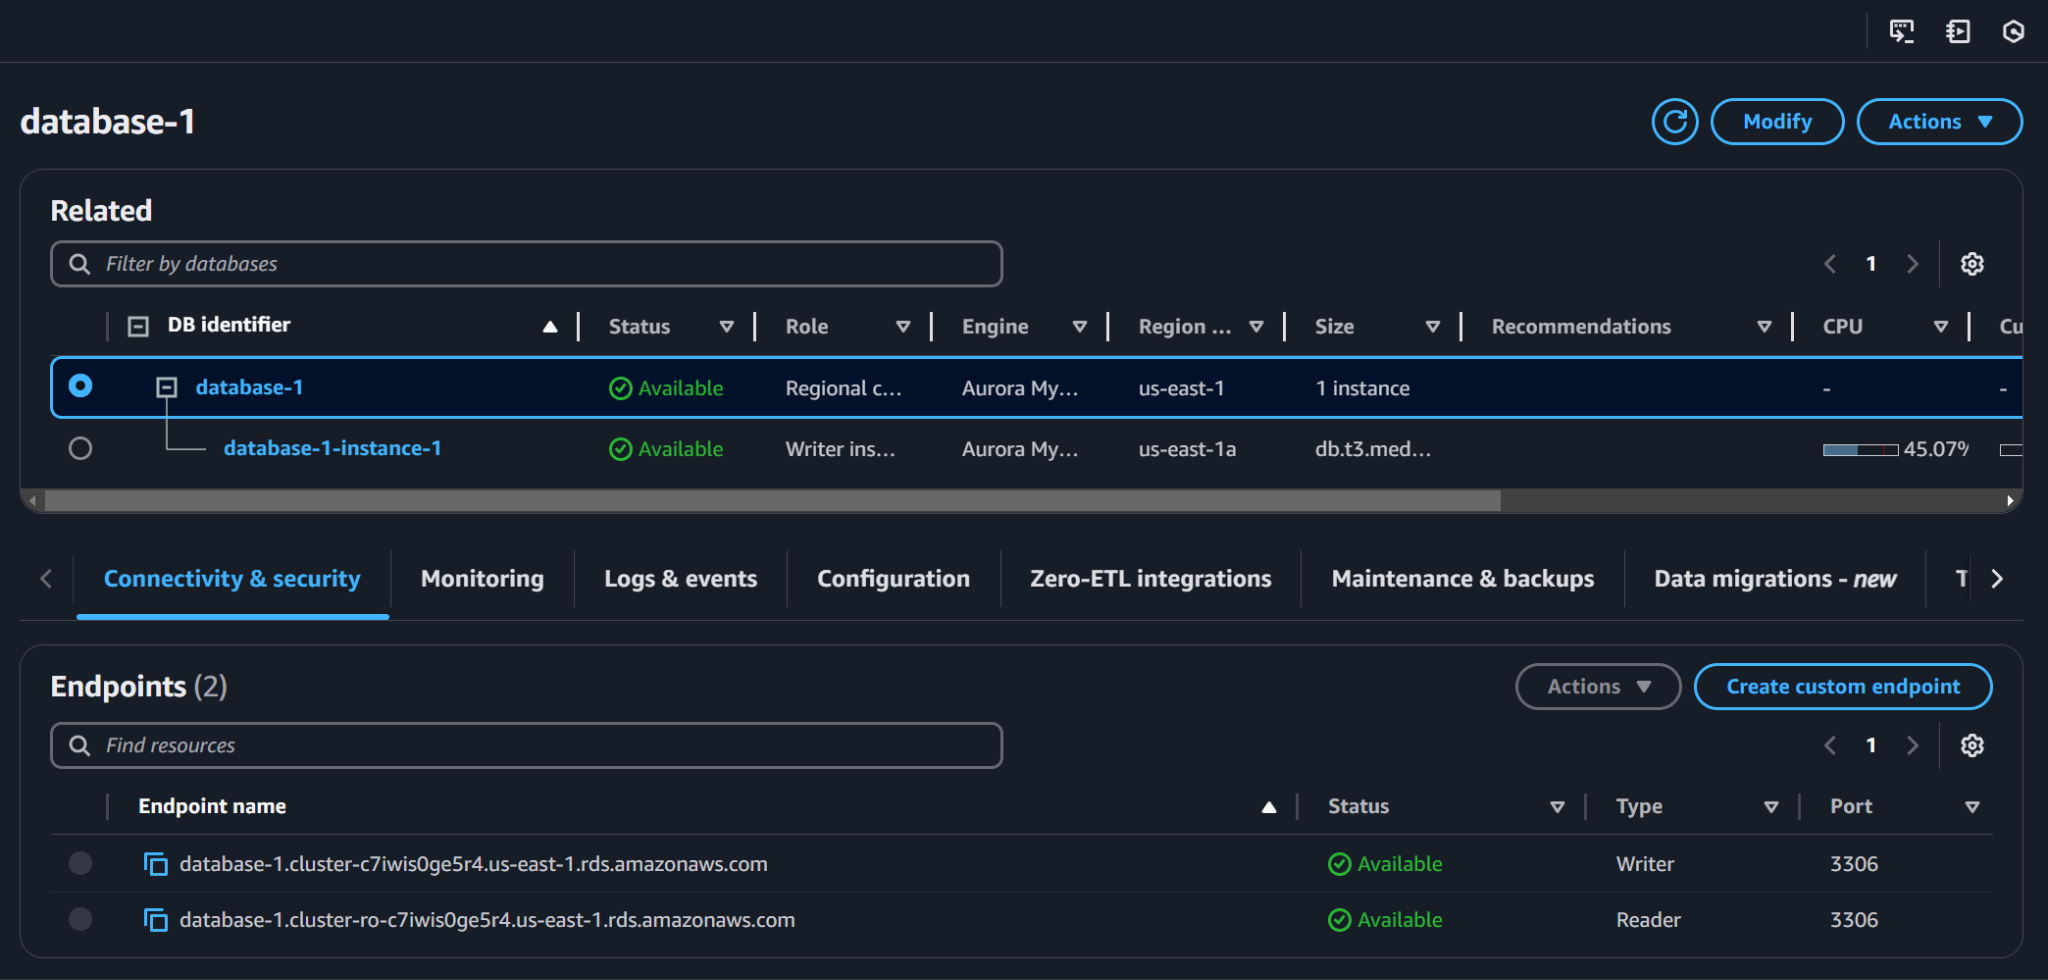 database-1
Modify Actions
Related
Filter by databases 1
DB identifier Status Role Engine Region ... Size Recommendations CPU Cu
database-1 Available Regional c... Aurora My... us-east-1 1 instance - -
database-1-instance-1 Available Writer ins... Aurora My... us-east-1a db.t3.med... 45.07%
Connectivity & security Monitoring Logs & events Configuration Zero-ETL integrations Maintenance & backups Data migrations - new T
Endpoints (2) Actions Create custom endpoint
Find resources 1
Endpoint name Status Type Port
database-1.cluster-c7iwis0ge5r4.us-east-1.rds.amazonaws.com Available Writer 3306
database-1.cluster-ro-c7iwis0ge5r4.us-east-1.rds.amazonaws.com Available Reader 3306